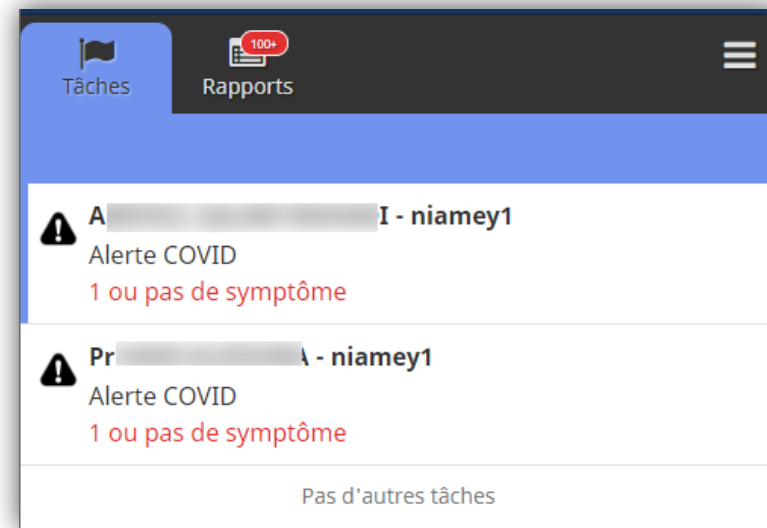 100+
Tâches
Rapports
- niamey1
Alerte COVID
1 ou pas de symptôme
- niamey1
Alerte COVID
1 ou pas de symptôme
Pas d'autres tâches